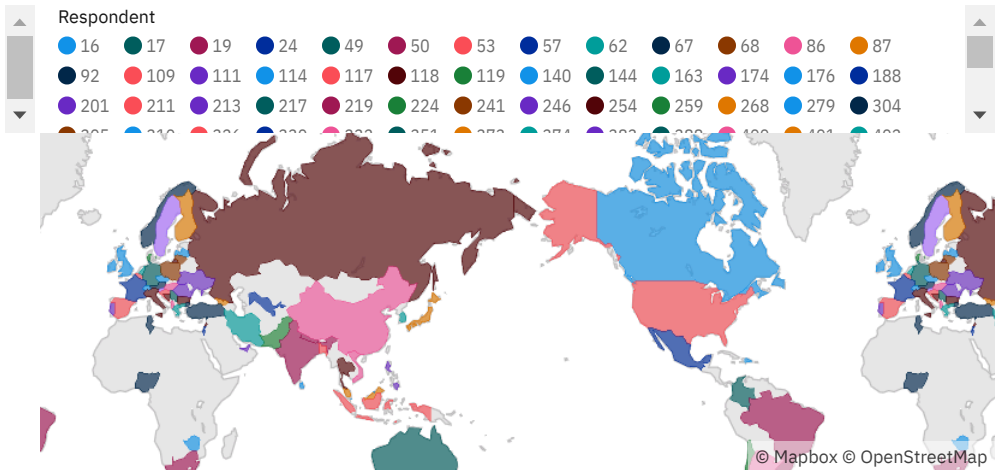 Respondent
16 17 19 24 49 50 53 57 62 67 68 86 87
92 109 111 114 117 118 119 140 144 163 174 176 188
201 211 213 217 219 224 241 246 254 259 268 279 304
© Mapbox © OpenStreetMap